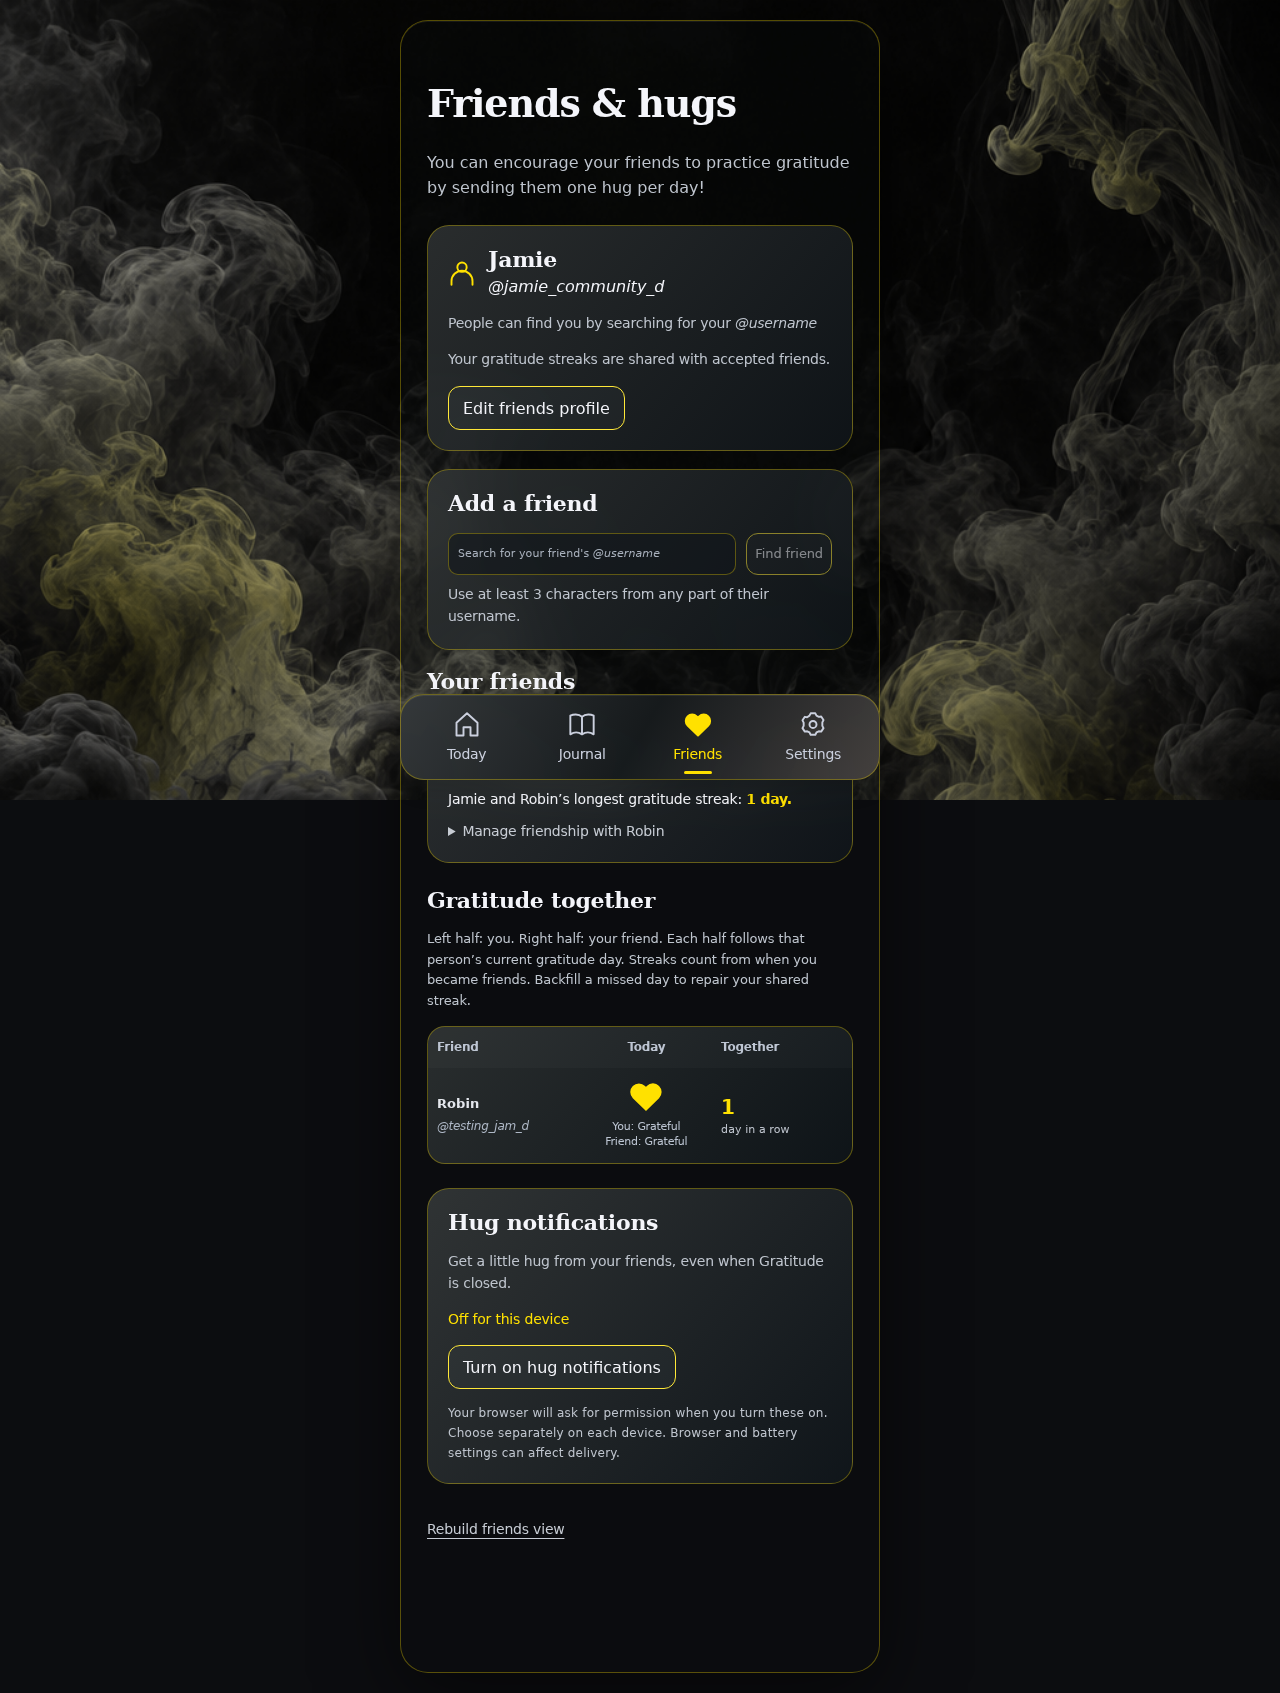 Friends & hugs
You can encourage your friends to practice gratitude
by sending them one hug per day!
Jamie
@jamie_community_d
People can find you by searching for your @username
Your gratitude streaks are shared with accepted friends.
Edit friends profile
Add a friend
Search for your friend's @username
Find friend
Use at least 3 characters from any part of their
username.
Your friends
Today
Journal
Friends
Settings
Jamie and Robin’s longest gratitude streak: 1 day.
Manage friendship with Robin
Gratitude together
Left half: you. Right half: your friend. Each half follows that
person’s current gratitude day. Streaks count from when you
became friends. Backfill a missed day to repair your shared
streak.
Friend Today Together
Robin
@testing_jam_d
You: Grateful
Friend: Grateful
1
day in a row
Hug notifications
Get a little hug from your friends, even when Gratitude
is closed.
Off for this device
Turn on hug notifications
Your browser will ask for permission when you turn these on.
Choose separately on each device. Browser and battery
settings can affect delivery.
Rebuild friends view